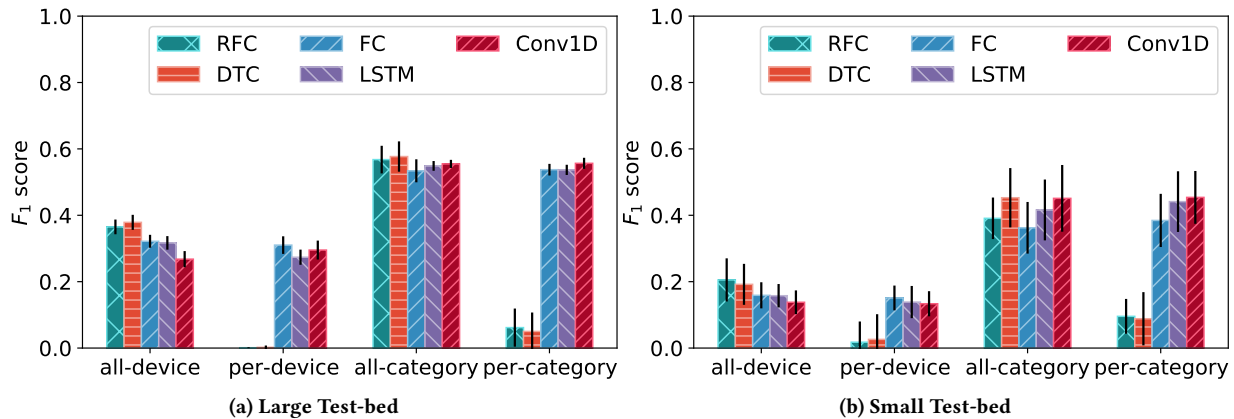 1.0
0.8
0.6
0.4
0.2
0.0
F1 score
RFC FC Conv1D
DTC LSTM
all-device per-device all-category per-category
(a) Large Test-bed
1.0
0.8
0.6
0.4
0.2
0.0
F1 score
RFC FC Conv1D
DTC LSTM
all-device per-device all-category per-category
(b) Small Test-bed